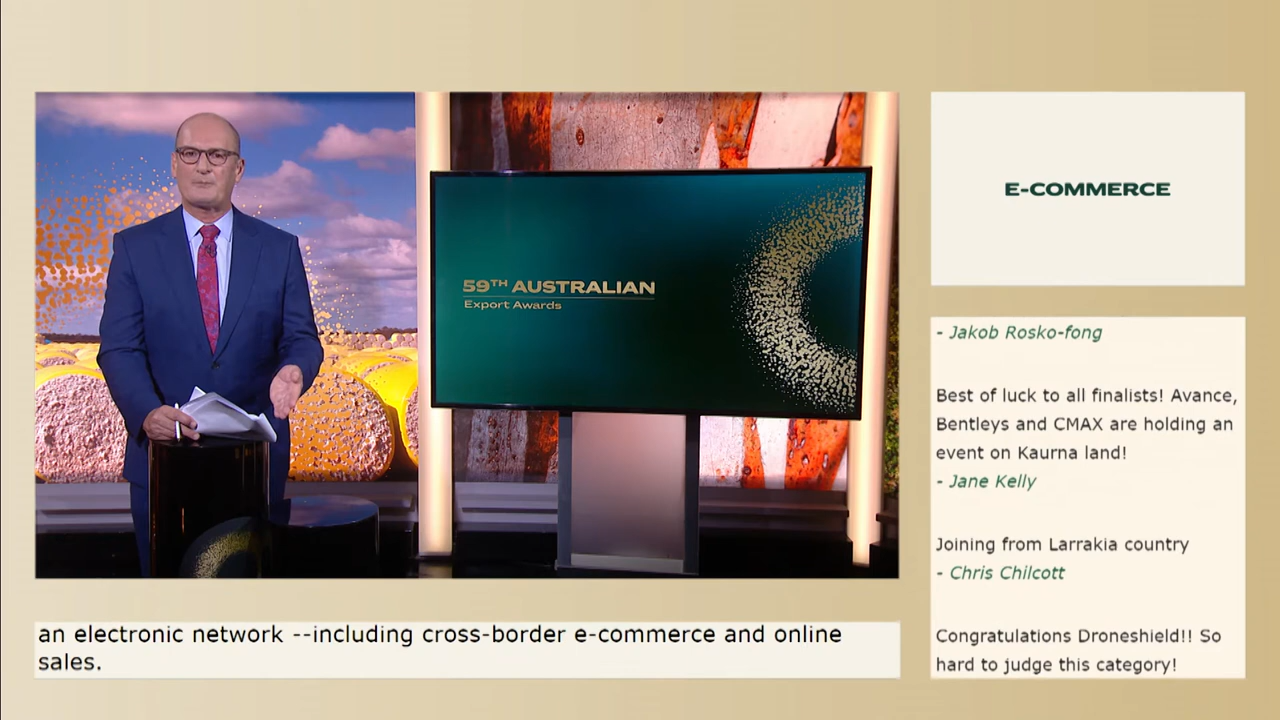 59TH AUSTRALIAN
Export Awards
an electronic network --including cross-border e-commerce and online
sales.
E-COMMERCE
- Jakob Rosko-fong
Best of luck to all finalists! Avance,
Bentleys and CMAX are holding an
event on Kaurna land!
- Jane Kelly
Joining from Larrakia country
- Chris Chilcott
Congratulations Droneshield!! So
hard to judge this category!